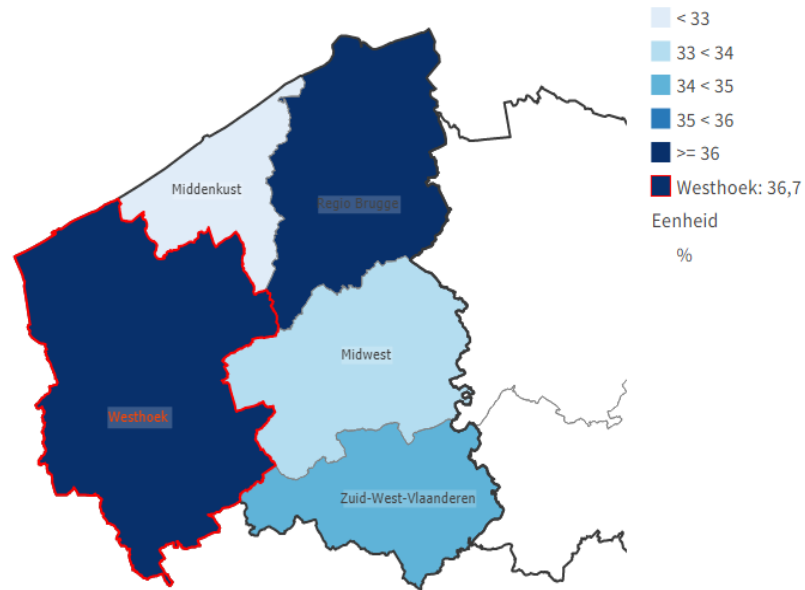 < 33
33 < 34
34 < 35
35 < 36
>= 36
Westhoek: 36,7
Eenheid
%
Middenkust
Regio Brugge
Midwest
Westhoek
Zuid-West-Vlaanderen